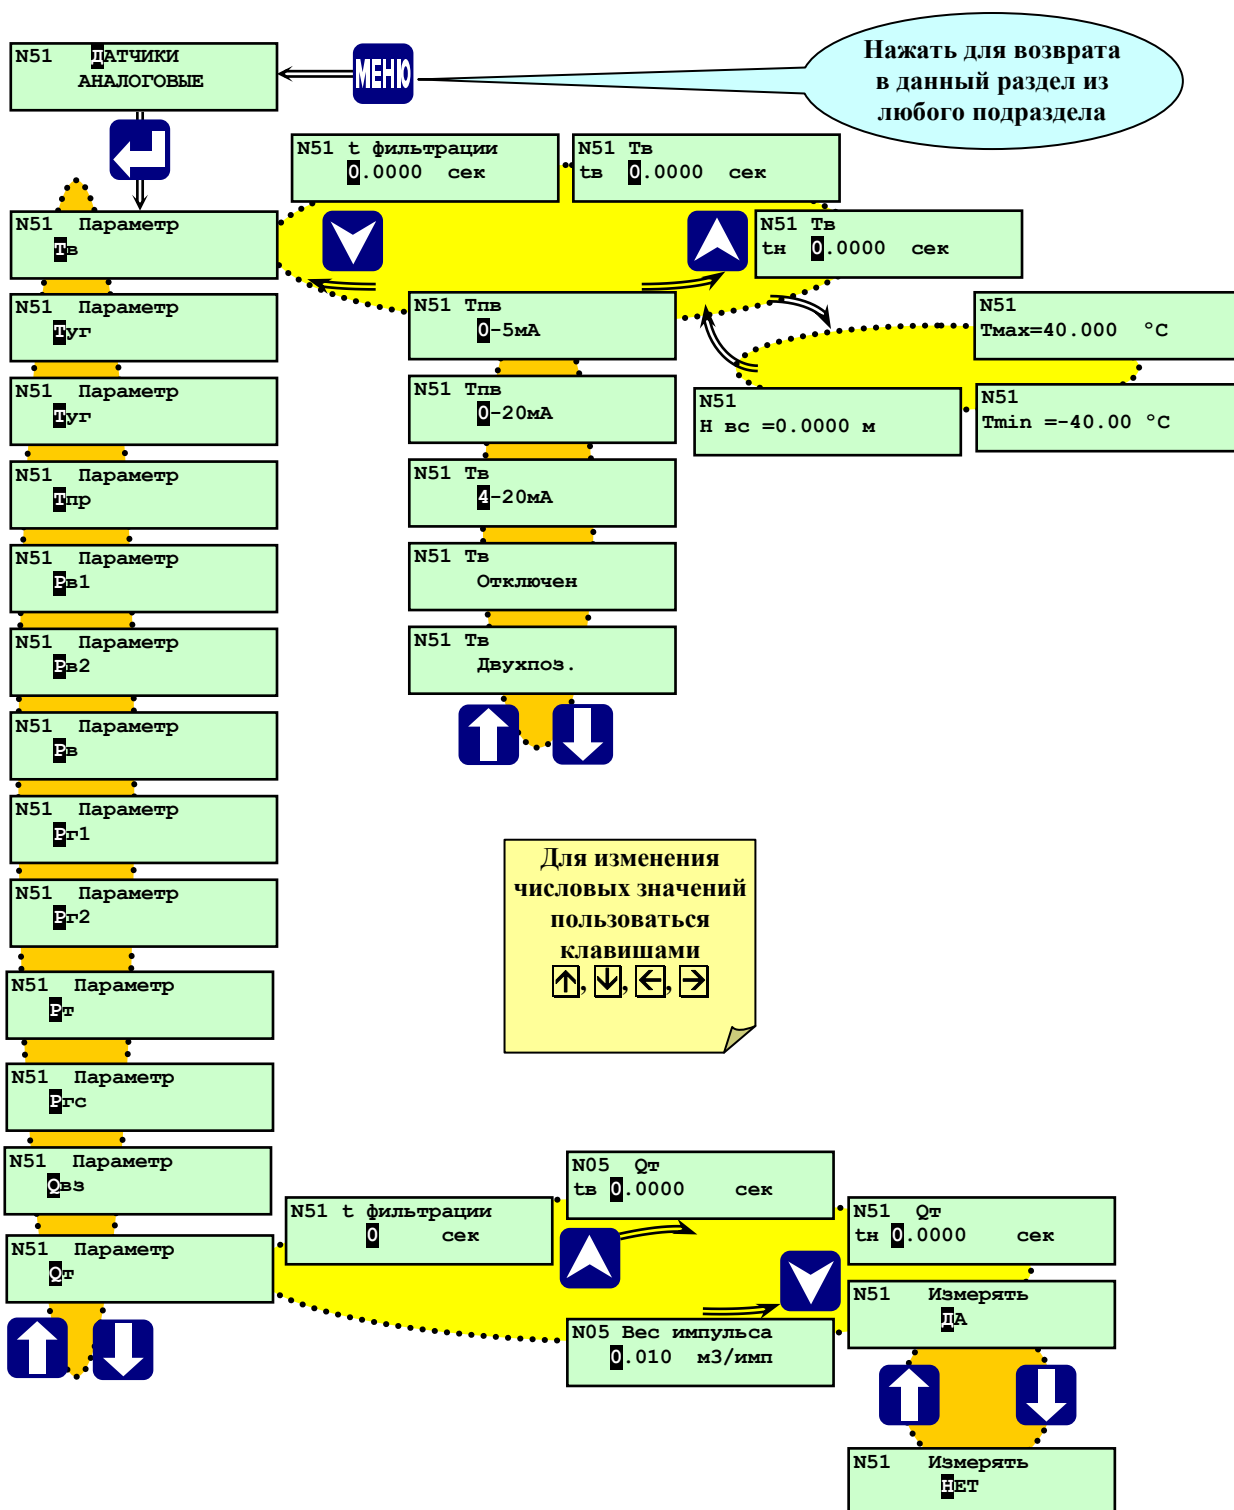 N51 ДАТЧИКИ
АНАЛОГОВЫЕ
МЕНЮ
Нажать для возврата
в данный раздел из
любого подраздела
N51 t фильтрации
0.0000 сек
N51 Тв
tв 0.0000 сек
N51 Тв
tн 0.0000 сек
N51 Параметр
Тв
N51 Параметр
Туг
N51 Параметр
Туг
N51 Параметр
Тпр
N51 Параметр
Рв1
N51 Параметр
Рв2
N51 Параметр
Рв
N51 Параметр
Рг1
N51 Параметр
Рг2
N51 Параметр
Рт
N51 Параметр
Ргс
N51 Параметр
Qвз
N51 Параметр
Qт
N51 Тпв
0-5мА
N51 Тпв
0-20мА
N51 Тв
4-20мА
N51 Тв
Отключен
N51 Тв
Двухпоз.
N51
Tмax=40.000 °C
N51
Tmin =-40.00 °C
N51
Н вс =0.0000 м
Для изменения
числовых значений
пользоваться
клавишами
↑, ↓, ←, →
N51 t фильтрации
0 сек
N05 Qт
tв 0.0000 сек
N51 Qт
tн 0.0000 сек
N05 Вес импульса
0.010 м3/имп
N51 Измерять
ДА
N51 Измерять
НЕТ